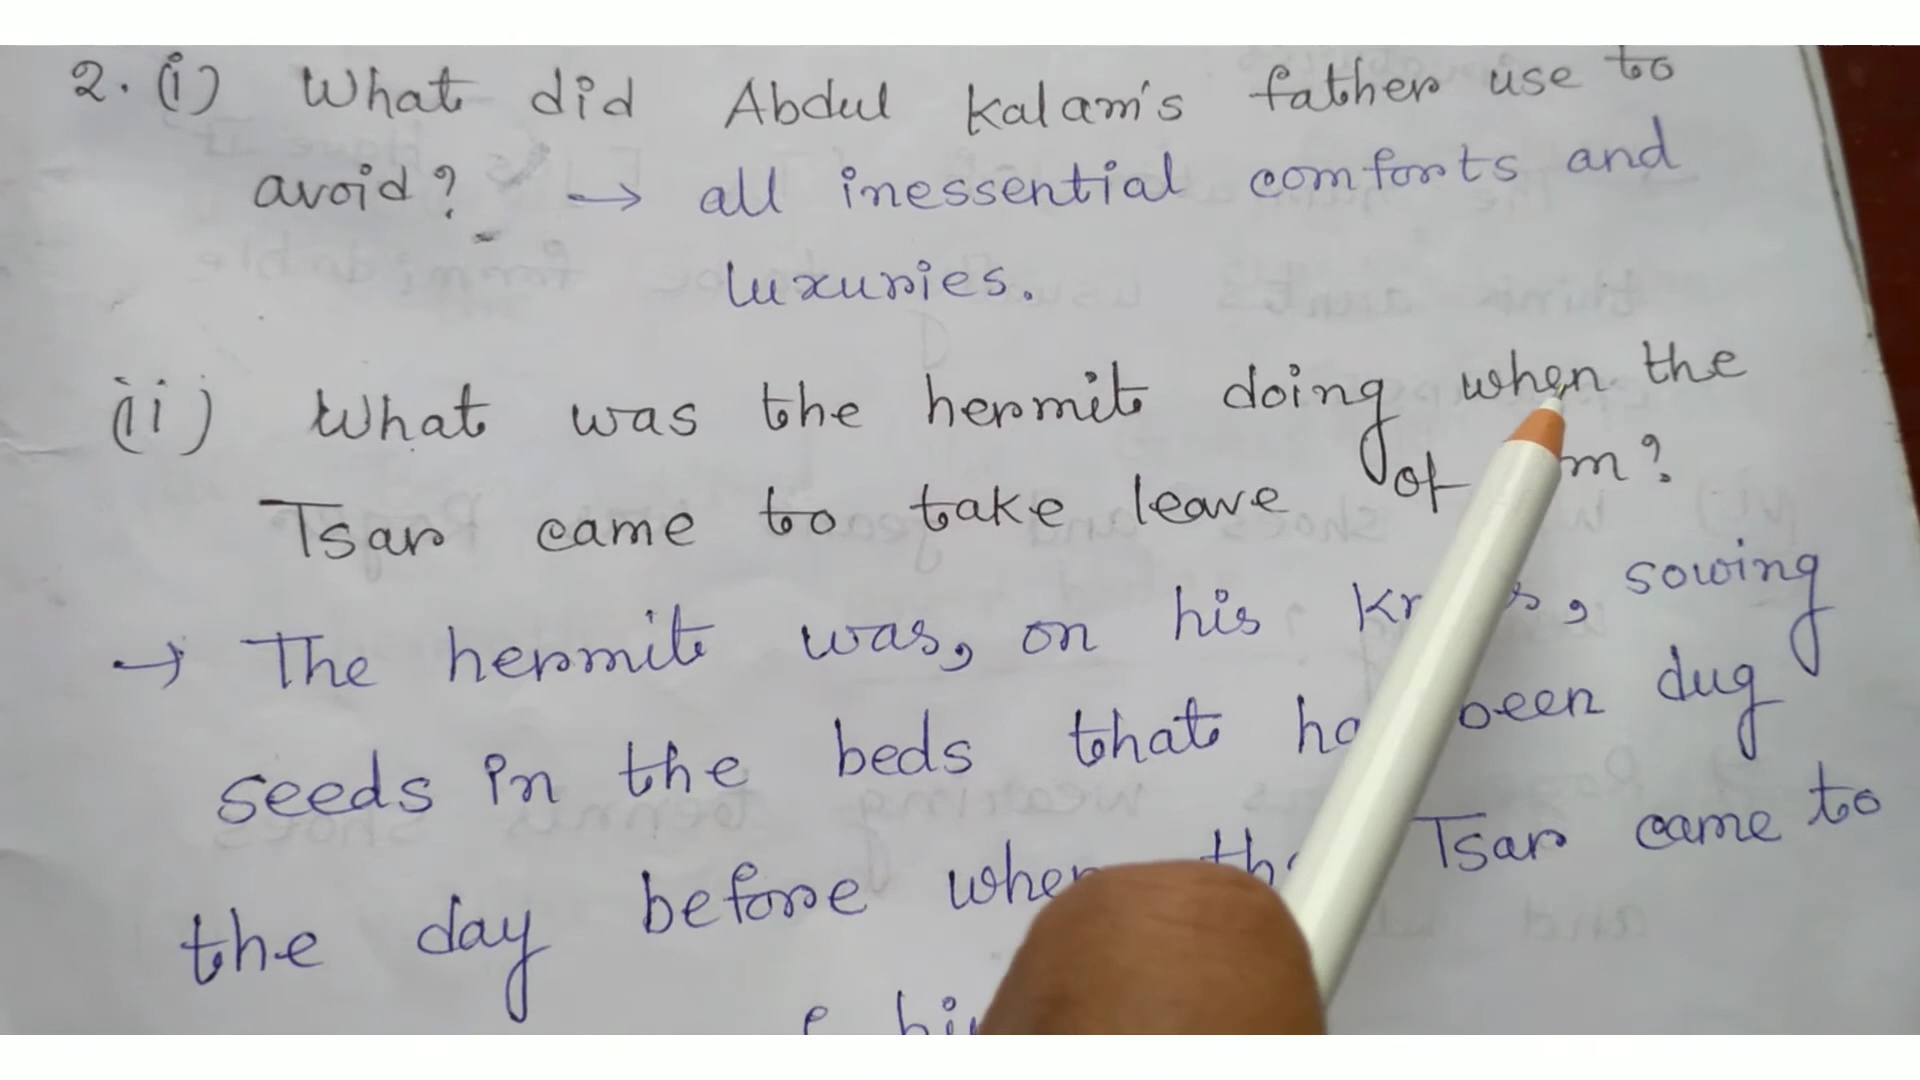 2. (i) What did Abdul Kalam's father use to
avoid? → all inessential comforts and
luxuries.
(ii) What was the hermit doing when the
Tsar came to take leave of
→ The hermit was, on his , sowing
seeds in the beds that been dug
the day before when the Tsar came to